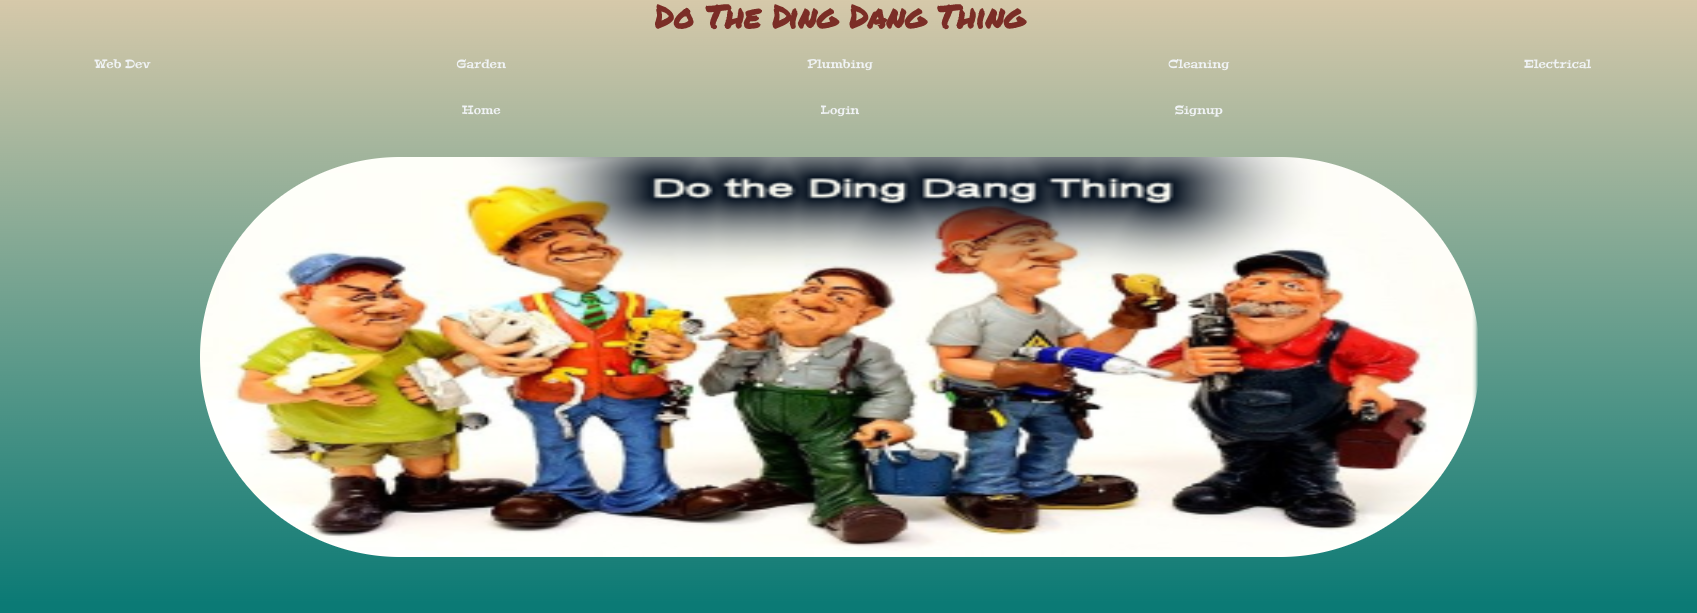 Do The Ding Dang Thing
Web Dev Garden Plumbing Cleaning Electrical
Home Login Signup
Do the Ding Dang Thing